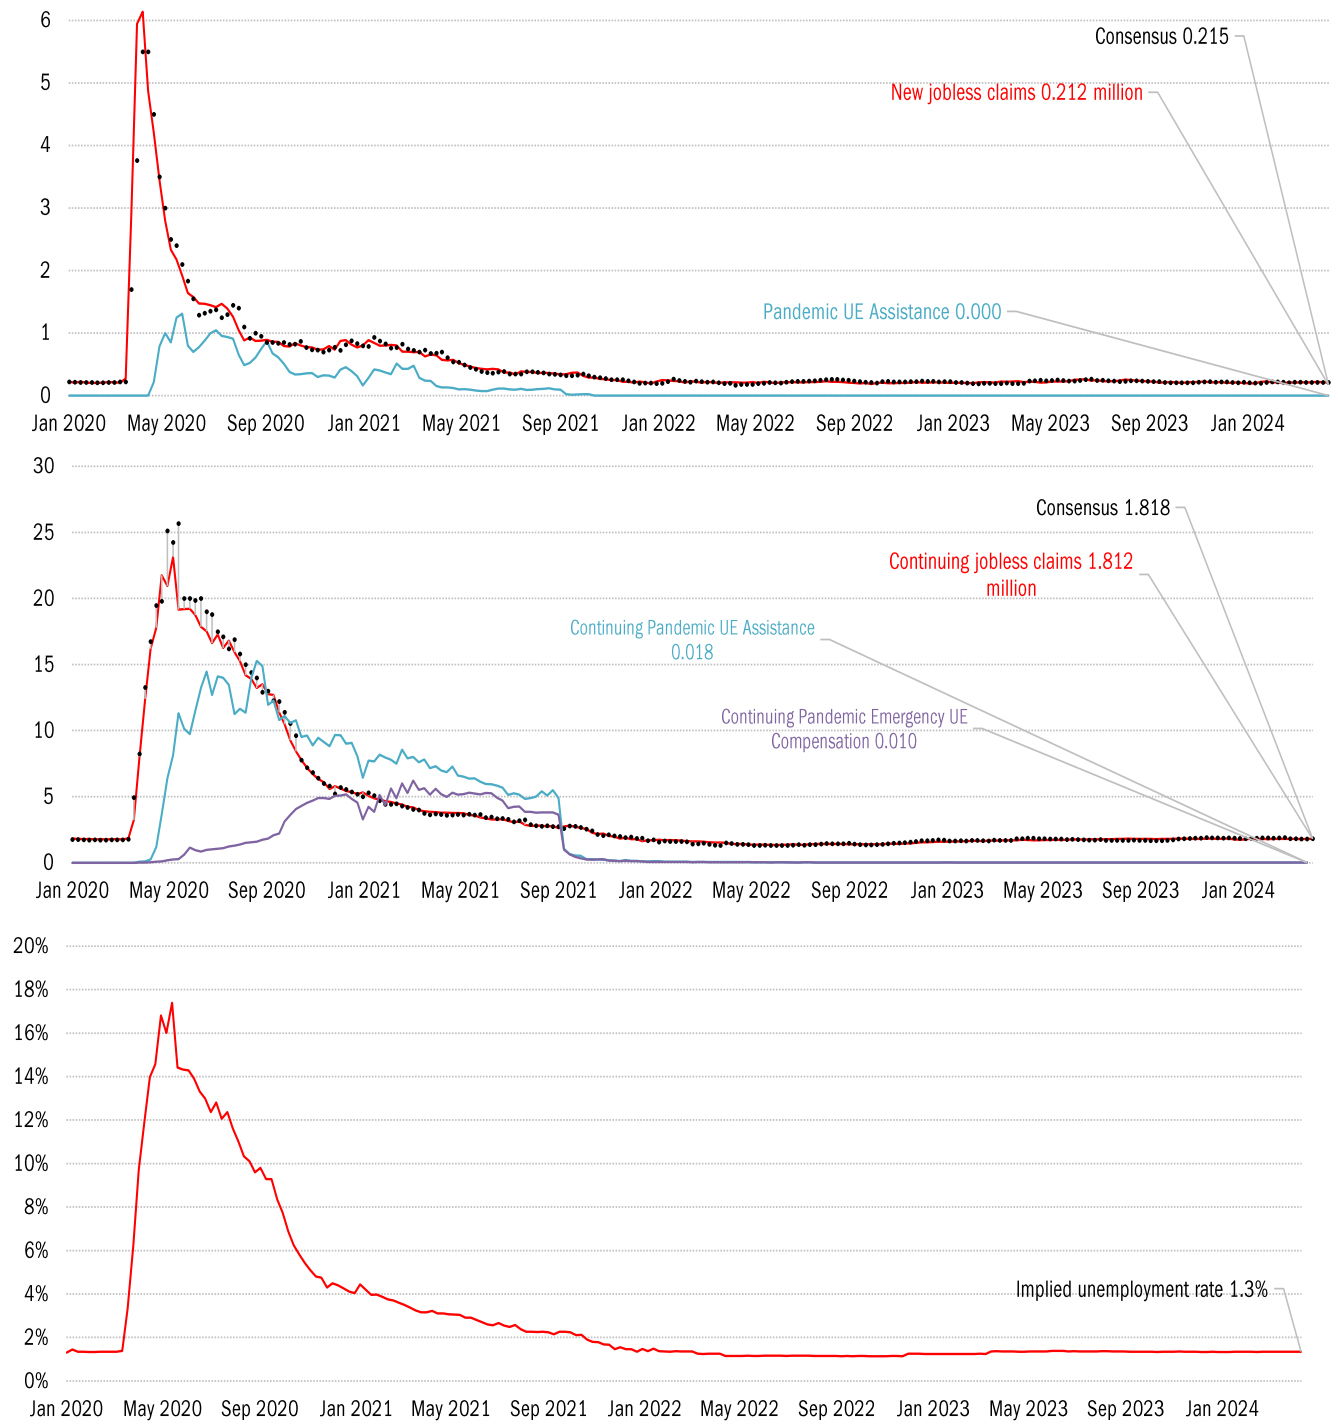 6
Consensus 0.215
5
New jobless claims 0.212 million
4
3
2
Pandemic UE Assistance 0.000
1
0
Jan 2020 May 2020 Sep 2020 Jan 2021 May 2021 Sep 2021 Jan 2022 May 2022 Sep 2022 Jan 2023 May 2023 Sep 2023 Jan 2024
30
Consensus 1.818
25
Continuing jobless claims 1.812
million
20
Continuing Pandemic UE Assistance
0.018
15
Continuing Pandemic Emergency UE
Compensation 0.010
10
5
0
Jan 2020 May 2020 Sep 2020 Jan 2021 May 2021 Sep 2021 Jan 2022 May 2022 Sep 2022 Jan 2023 May 2023 Sep 2023 Jan 2024
20%
18%
16%
14%
12%
10%
8%
6%
4%
Implied unemployment rate 1.3%
2%
0%
Jan 2020 May 2020 Sep 2020 Jan 2021 May 2021 Sep 2021 Jan 2022 May 2022 Sep 2022 Jan 2023 May 2023 Sep 2023 Jan 2024